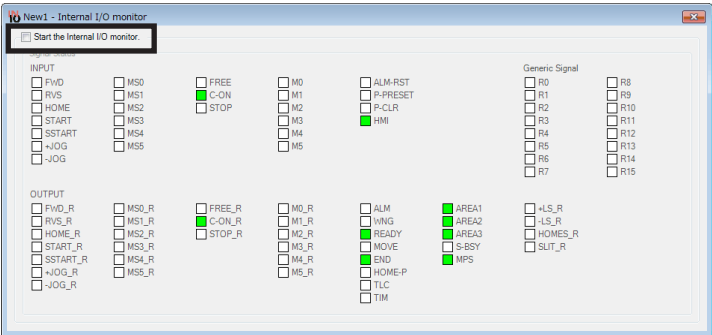 New1 - Internal I/O monitor
Start the Internal I/O monitor.
Signal Status
INPUT
Generic Signal
FWD MS0 FREE M0 ALM-RST R0 R8
RVS MS1 C-ON M1 P-PRESET R1 R9
HOME MS2 STOP M2 P-CLR R2 R10
START MS3 M3 HMI R3 R11
SSTART MS4 M4 R4 R12
+JOG MS5 M5 R5 R13
-JOG R6 R14
R7 R15
OUTPUT
FWD_R MS0_R FREE_R M0_R ALM AREA1 +LS_R
RVS_R MS1_R C-ON_R M1_R WNG AREA2 -LS_R
HOME_R MS2_R STOP_R M2_R READY AREA3 HOMES_R
START_R MS3_R M3_R MOVE S-BSY SLIT_R
SSTART_R MS4_R M4_R END MPS
+JOG_R MS5_R M5_R HOME-P
-JOG_R TLC
TIM